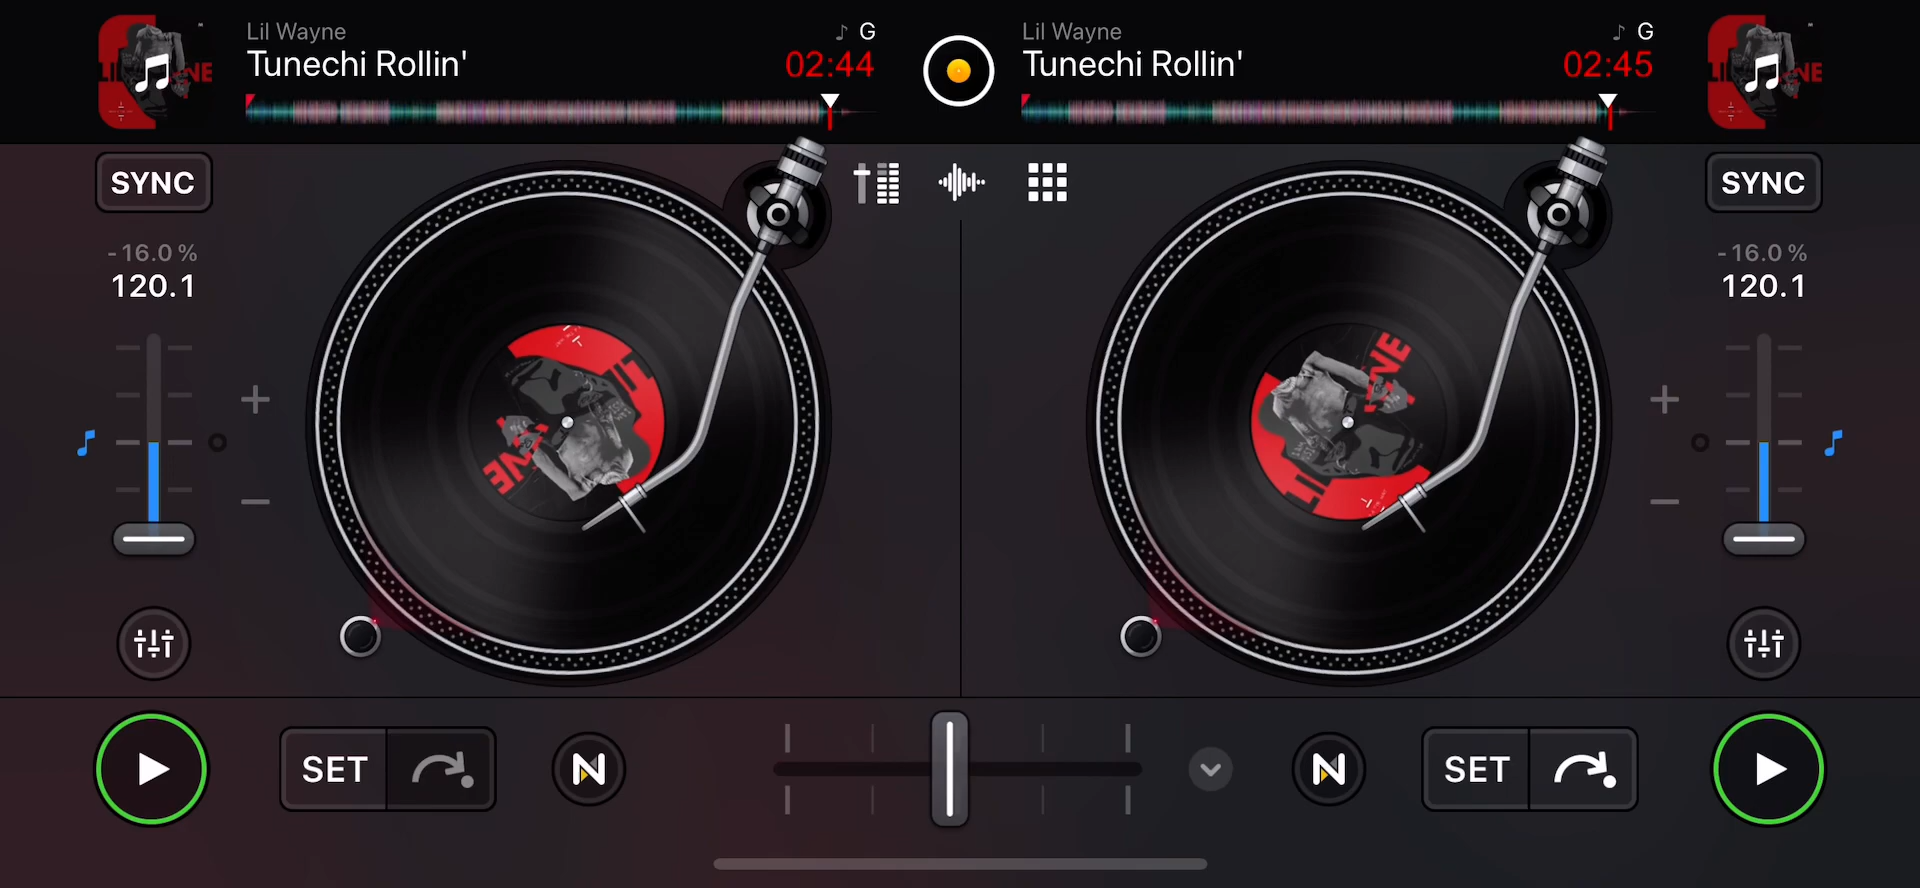 Lil Wayne
Tunechi Rollin'
♪ G
02:44
Lil Wayne
Tunechi Rollin'
♪ G
02:45
SYNC
-16.0%
120.1
SYNC
-16.0%
120.1
SET
N
N
SET